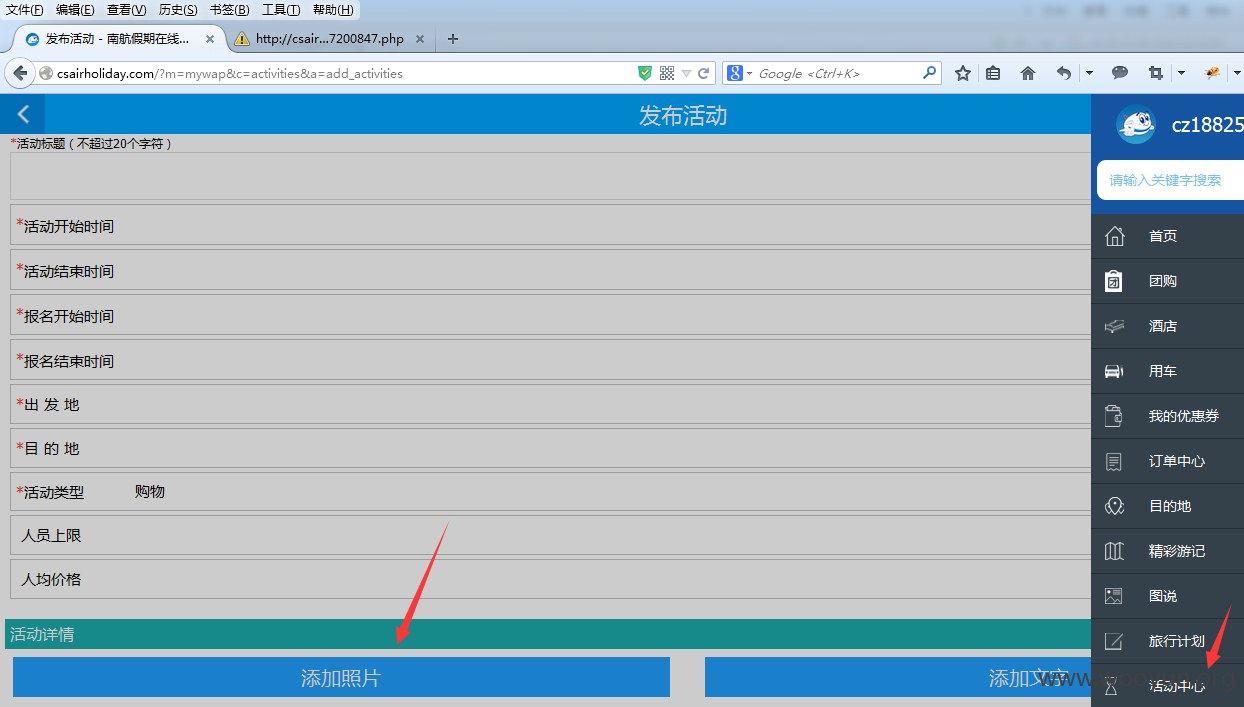 文件(F) 编辑(E) 查看(V) 历史(S) 书签(B) 工具(T) 帮助(H)
发布活动 - 南航假期在线... × http://csair...7200847.php × +
csairholiday.com/?m=mywap&c=activities&a=add_activities
8 Google <Ctrl+K>
发布活动
cz18825
*活动标题（不超过20个字符）
请输入关键字搜索
*活动开始时间
*活动结束时间
*报名开始时间
*报名结束时间
*出 发 地
*目 的 地
*活动类型 购物
人员上限
人均价格
活动详情
添加照片
添加文字
首页
团购
酒店
用车
我的优惠券
订单中心
目的地
精彩游记
图说
旅行计划
活动中心